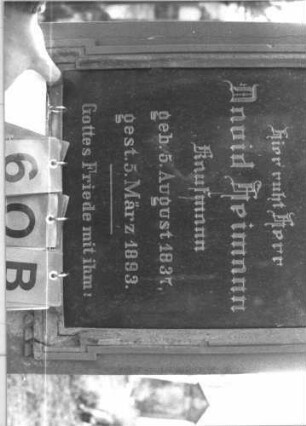 Hier ruht Herr
David Heimann
Kaufmann
geb. 5. August 1837,
gest. 5. März 1893.
Gottes Friede mit ihm!
60B